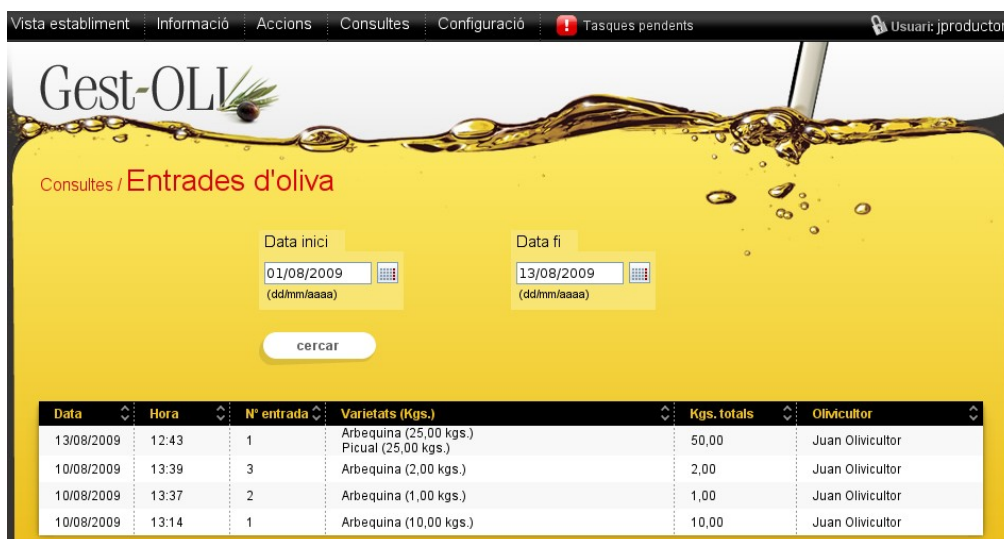 Vista establiment Informació Accions Consultes Configuració ! Tasques pendents Usuari: jproductor
Gest-OLI
Consultes / Entrades d'oliva
Data inici Data fi
01/08/2009 13/08/2009
(dd/mm/aaaa) (dd/mm/aaaa)
cercar
Data Hora Nº entrada Varietats (Kgs.) Kgs. totals Olivicultor
13/08/2009 12:43 1 Arbequina (25,00 kgs.) 50,00 Juan Olivicultor
Picual (25,00 kgs.)
10/08/2009 13:39 3 Arbequina (2,00 kgs.) 2,00 Juan Olivicultor
10/08/2009 13:37 2 Arbequina (1,00 kgs.) 1,00 Juan Olivicultor
10/08/2009 13:14 1 Arbequina (10,00 kgs.) 10,00 Juan Olivicultor